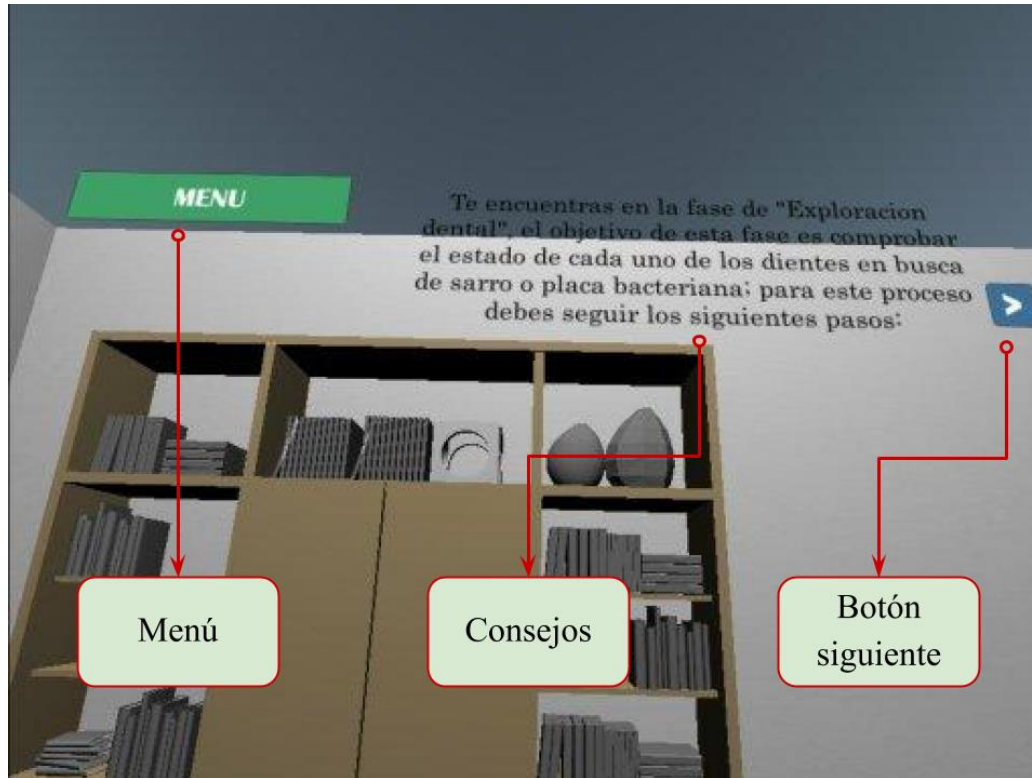 MENU
Te encuentras en la fase de "Exploracion
dental", el objetivo de esta fase es comprobar
el estado de cada uno de los dientes en busca
de sarro o placa bacteriana; para este proceso
debes seguir los siguientes pasos:
>
Menú
Consejos
Botón
siguiente